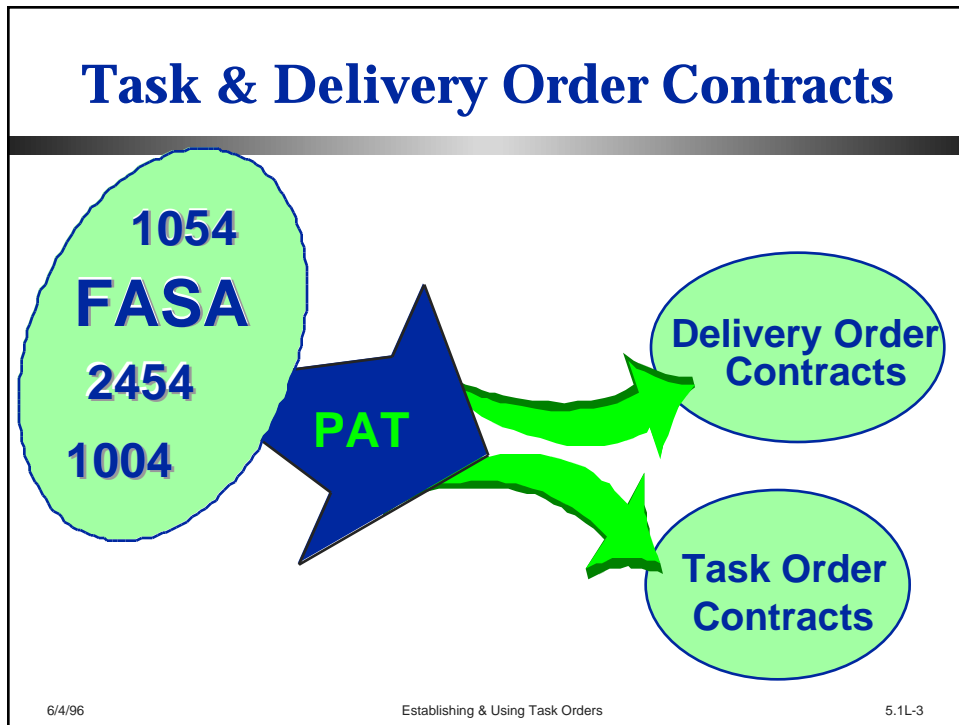 Task & Delivery Order Contracts
1054
FASA
2454
1004
PAT
Delivery Order
Contracts
Task Order
Contracts
6/4/96
Establishing & Using Task Orders
5.1L-3